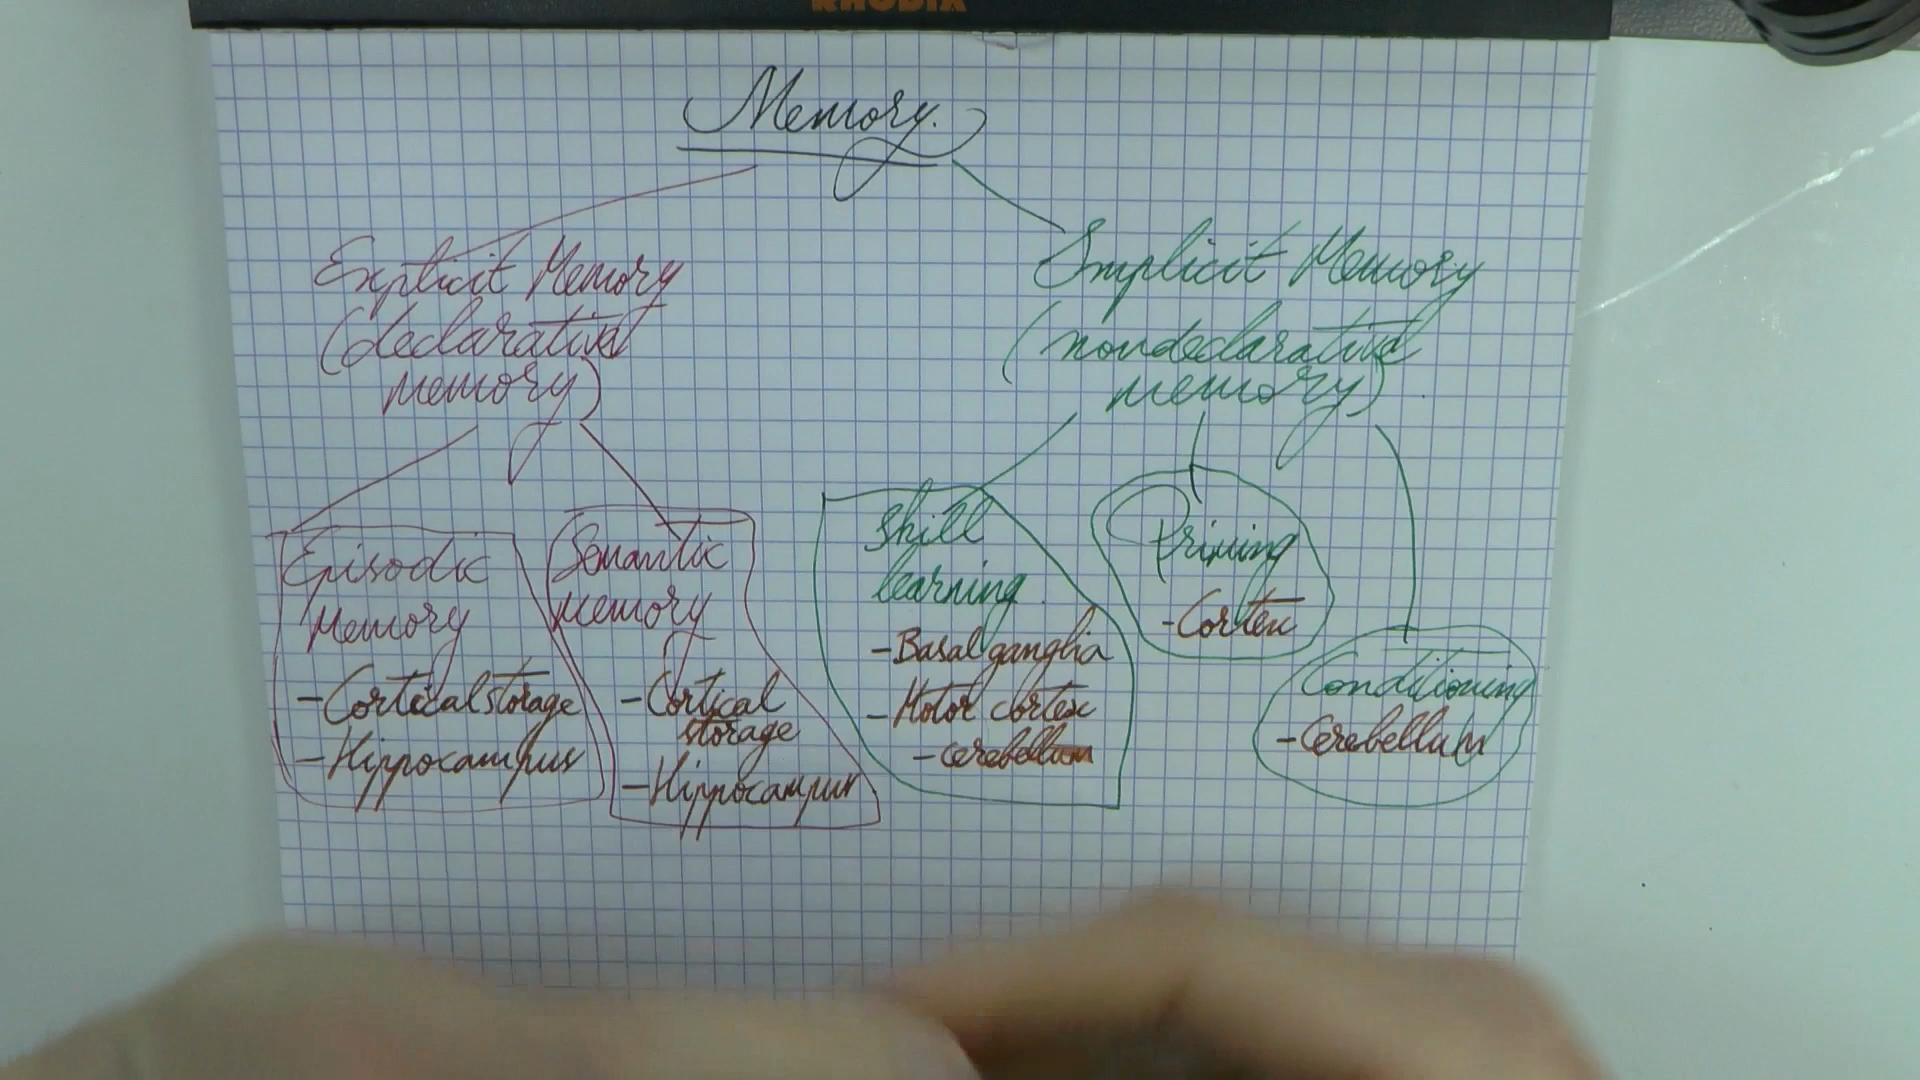 RHODIA
Memory.
Explicit Memory
(declarative
memory)
Implicit Memory
(nondeclarative
memory)
Episodic
Memory
-Cortical storage
-Hippocampus
Semantic
memory
-Cortical
storage
-Hippocampus
Skill
learning
-Basal ganglia
-Motor cortex
-cerebellum
Priming
-Cortex
Conditioning
-Cerebellum